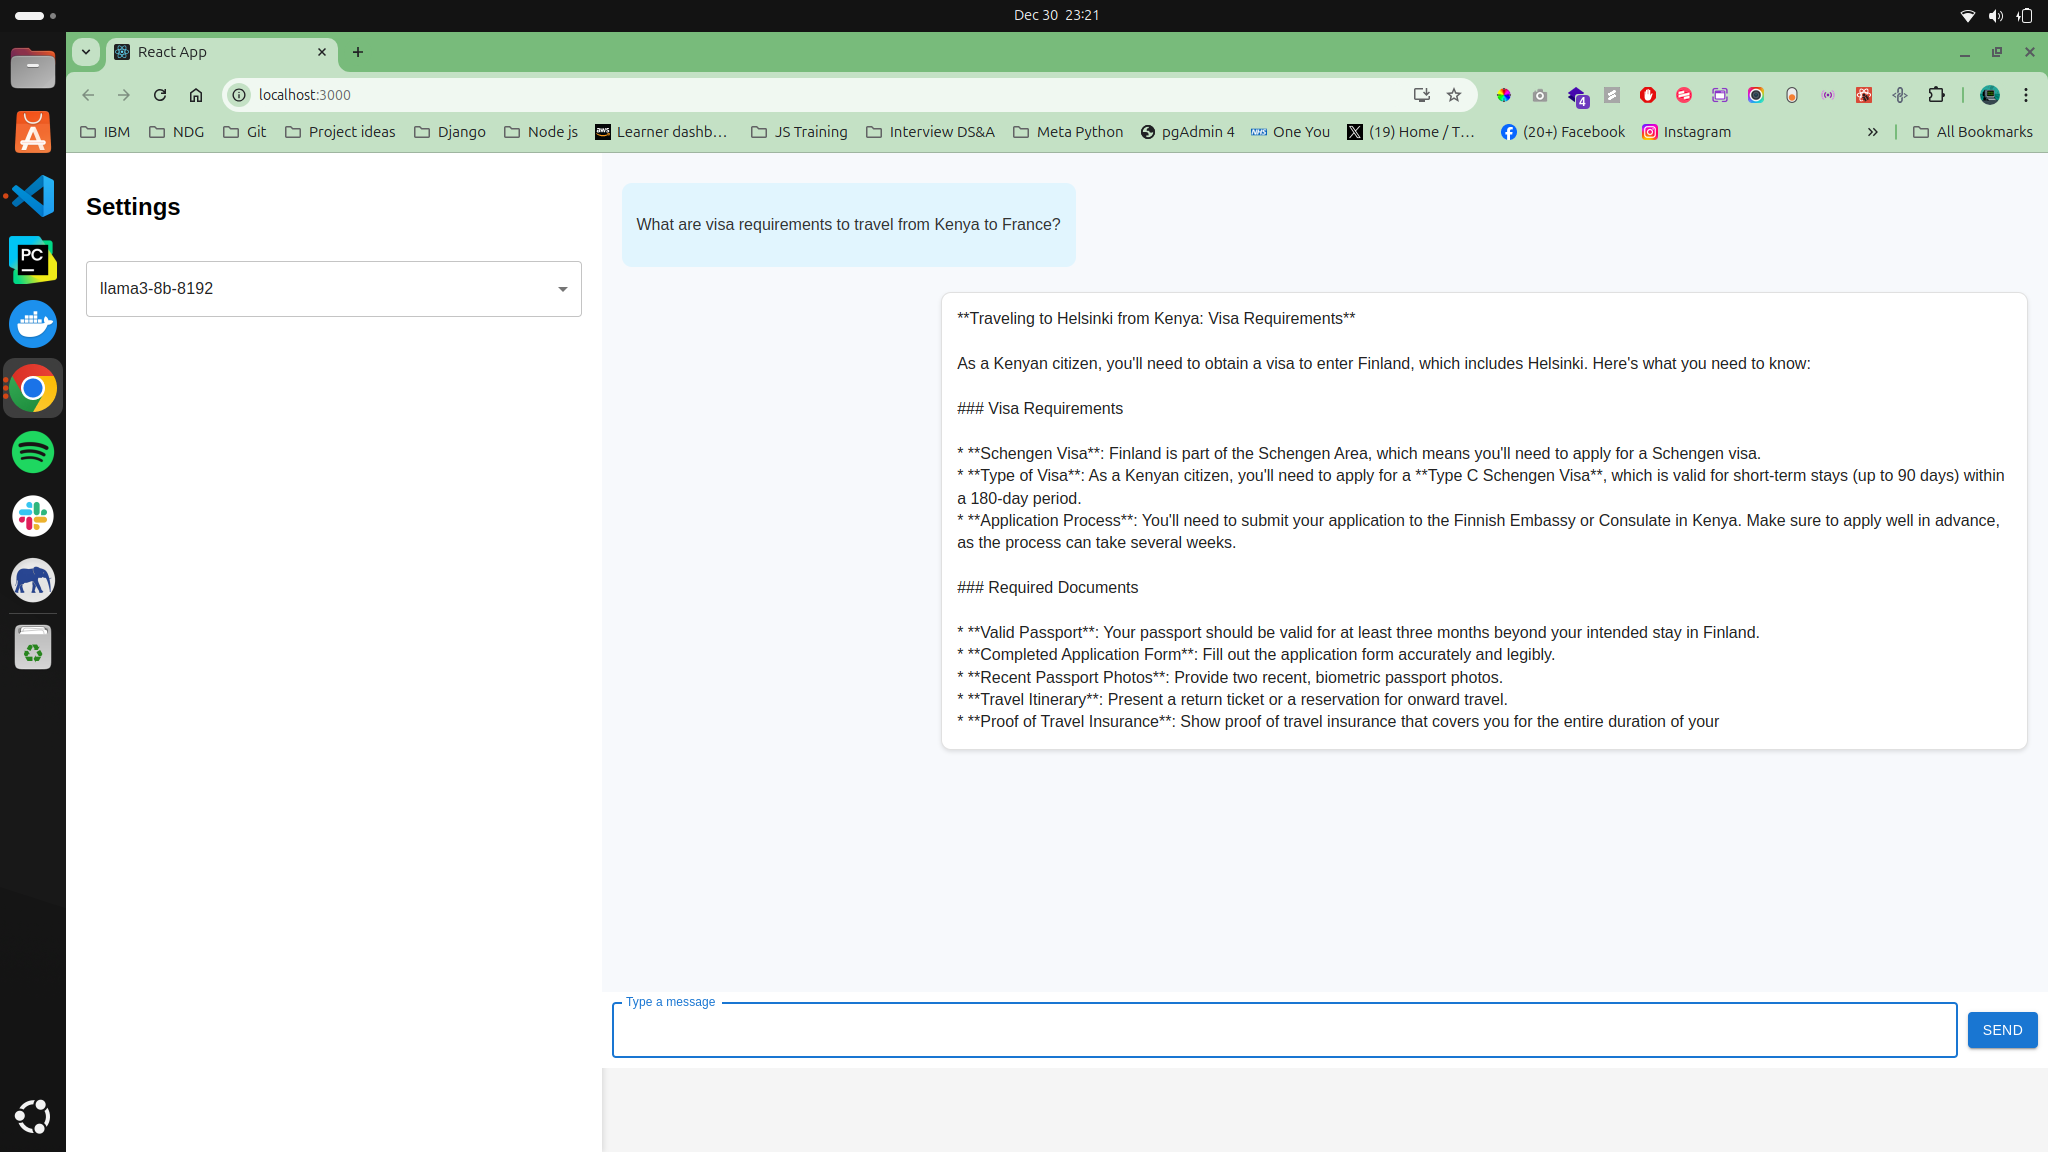 Dec 30 23:21
React App
localhost:3000
4
IBM
NDG
Git
Project ideas
Django
Node js
aws
Learner dashb...
JS Training
Interview DS&A
Meta Python
pgAdmin 4
NHS
One You
(19) Home / T...
(20+) Facebook
Instagram
All Bookmarks
PC
Settings
llama3-8b-8192
What are visa requirements to travel from Kenya to France?
**Traveling to Helsinki from Kenya: Visa Requirements**
As a Kenyan citizen, you'll need to obtain a visa to enter Finland, which includes Helsinki. Here's what you need to know:
### Visa Requirements
* **Schengen Visa**: Finland is part of the Schengen Area, which means you'll need to apply for a Schengen visa.
* **Type of Visa**: As a Kenyan citizen, you'll need to apply for a **Type C Schengen Visa**, which is valid for short-term stays (up to 90 days) within
a 180-day period.
* **Application Process**: You'll need to submit your application to the Finnish Embassy or Consulate in Kenya. Make sure to apply well in advance,
as the process can take several weeks.
### Required Documents
* **Valid Passport**: Your passport should be valid for at least three months beyond your intended stay in Finland.
* **Completed Application Form**: Fill out the application form accurately and legibly.
* **Recent Passport Photos**: Provide two recent, biometric passport photos.
* **Travel Itinerary**: Present a return ticket or a reservation for onward travel.
* **Proof of Travel Insurance**: Show proof of travel insurance that covers you for the entire duration of your
Type a message
SEND